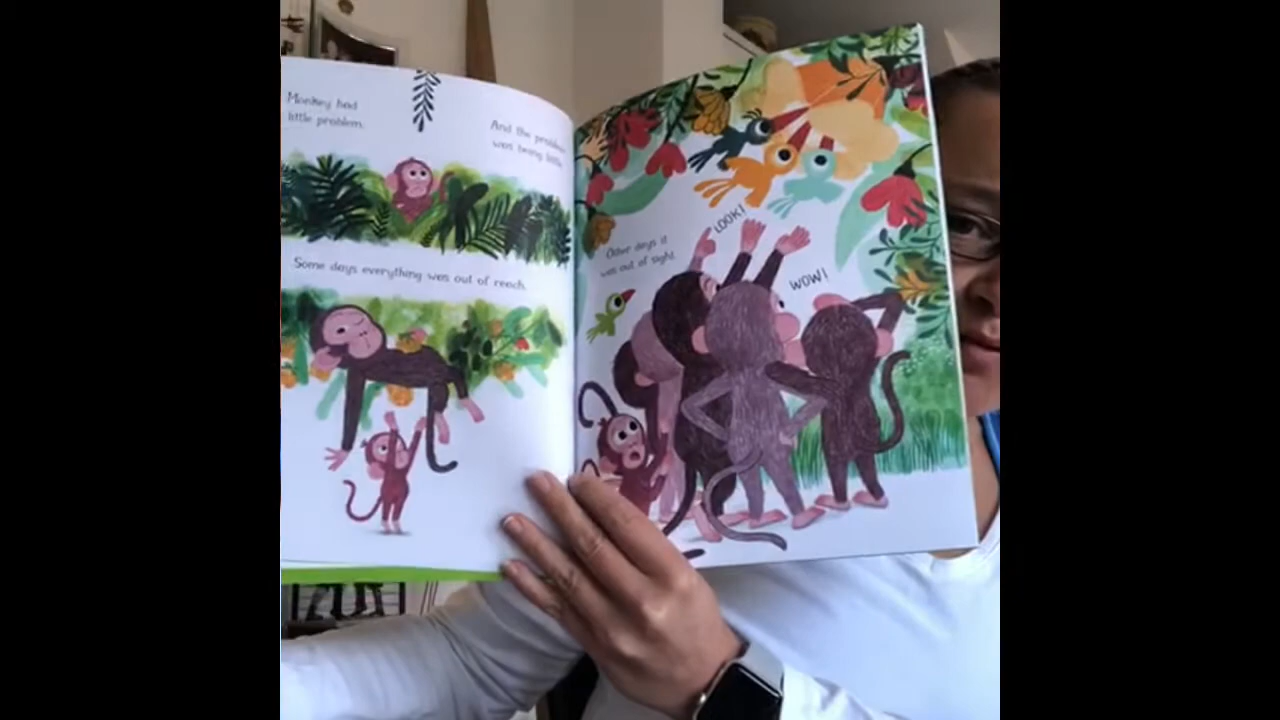 Monkey had
little problem.
And the problem
was being little.
Some days everything was out of reach.
Other days it
was out of sight.
LOOK!
WOW!